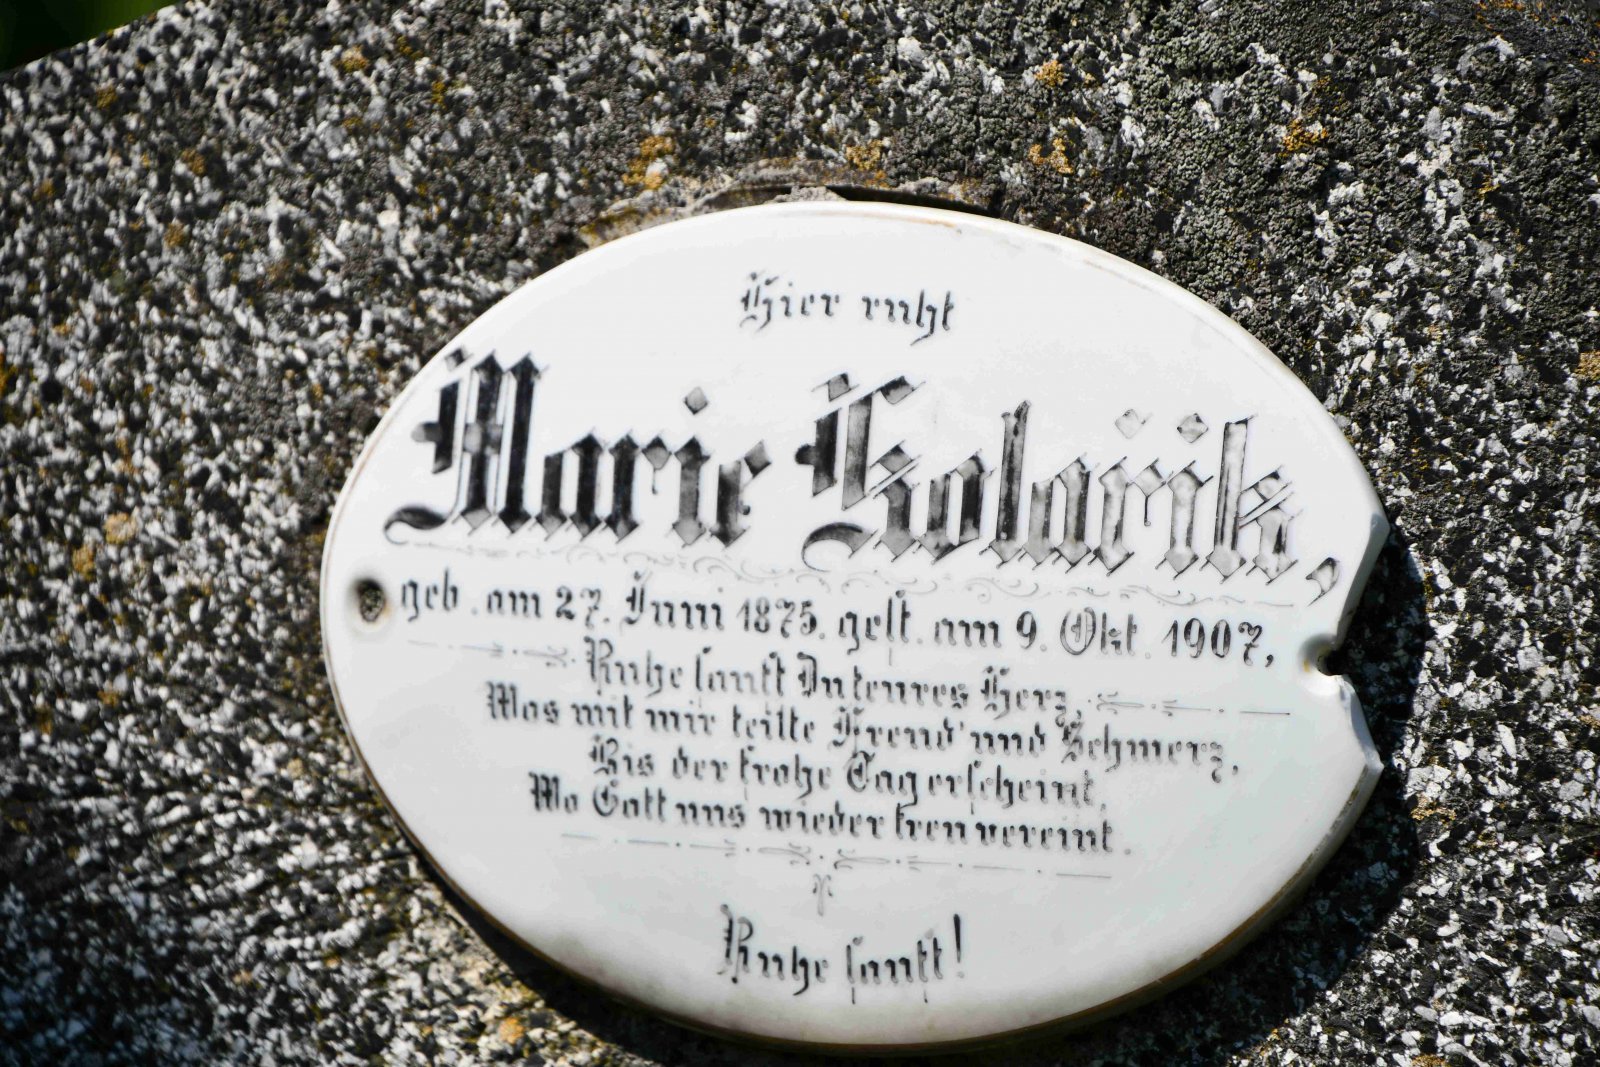 Hier ruht
Marie Kolařik,
geb. am 27. Juni 1875. gest. am 9. Okt. 1907,
Ruhe sanft Du teures Herz,
Was mit mir teilte Freud' und Schmerz,
Bis der frohe Tag erscheint,
Wo Gott uns wieder treu vereint.
Ruhe sanft!